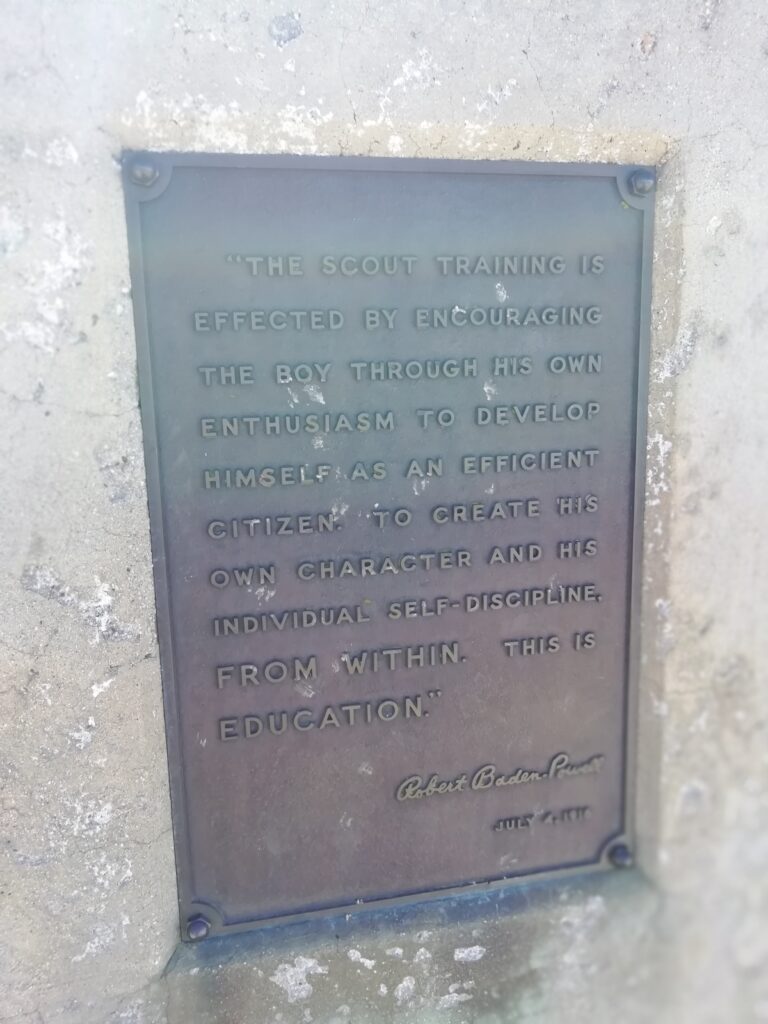 "THE SCOUT TRAINING IS
EFFECTED BY ENCOURAGING
THE BOY THROUGH HIS OWN
ENTHUSIASM TO DEVELOP
HIMSELF AS AN EFFICIENT
CITIZEN. TO CREATE HIS
OWN CHARACTER AND HIS
INDIVIDUAL SELF-DISCIPLINE.
FROM WITHIN. THIS IS
EDUCATION."
Robert Baden-Powell
JULY